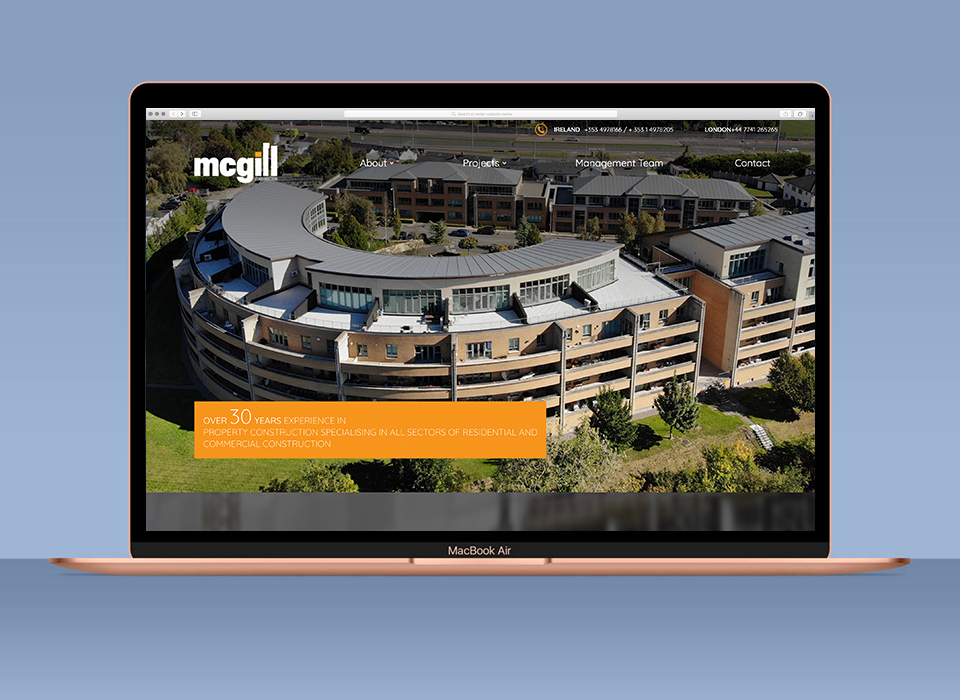 IRELAND +353 4978166 / + 353 1 4978205 LONDON+44 7741 265265
mcgill
About Projects Management Team Contact
OVER 30 YEARS EXPERIENCE IN
PROPERTY CONSTRUCTION SPECIALISING IN ALL SECTORS OF RESIDENTIAL AND
COMMERCIAL CONSTRUCTION
MacBook Air